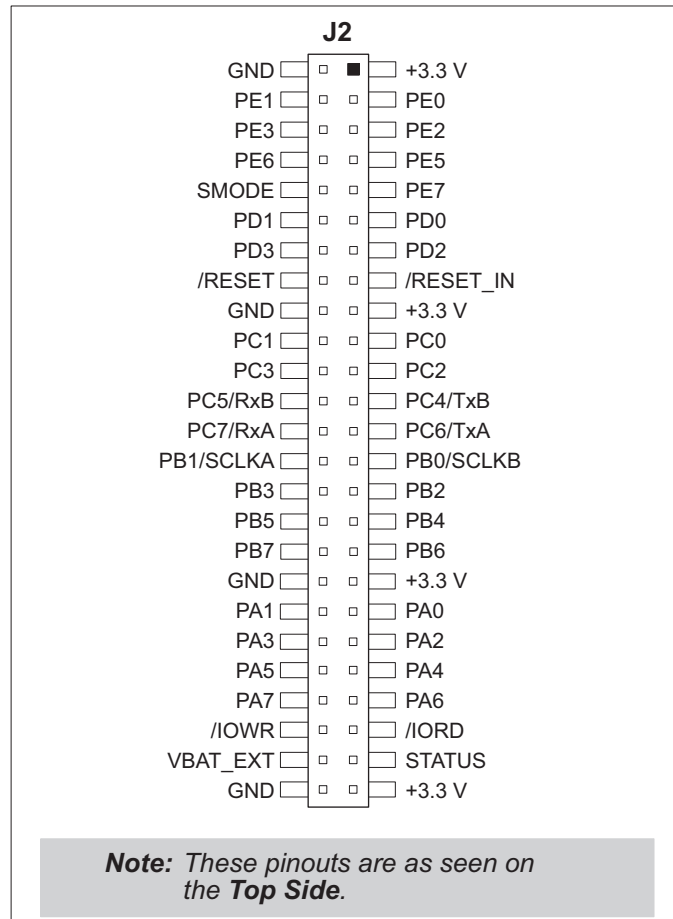 J2
GND +3.3 V
PE1 PE0
PE3 PE2
PE6 PE5
SMODE PE7
PD1 PD0
PD3 PD2
/RESET /RESET_IN
GND +3.3 V
PC1 PC0
PC3 PC2
PC5/RxB PC4/TxB
PC7/RxA PC6/TxA
PB1/SCLKA PB0/SCLKB
PB3 PB2
PB5 PB4
PB7 PB6
GND +3.3 V
PA1 PA0
PA3 PA2
PA5 PA4
PA7 PA6
/IOWR /IORD
VBAT_EXT STATUS
GND +3.3 V
Note: These pinouts are as seen on
the Top Side.